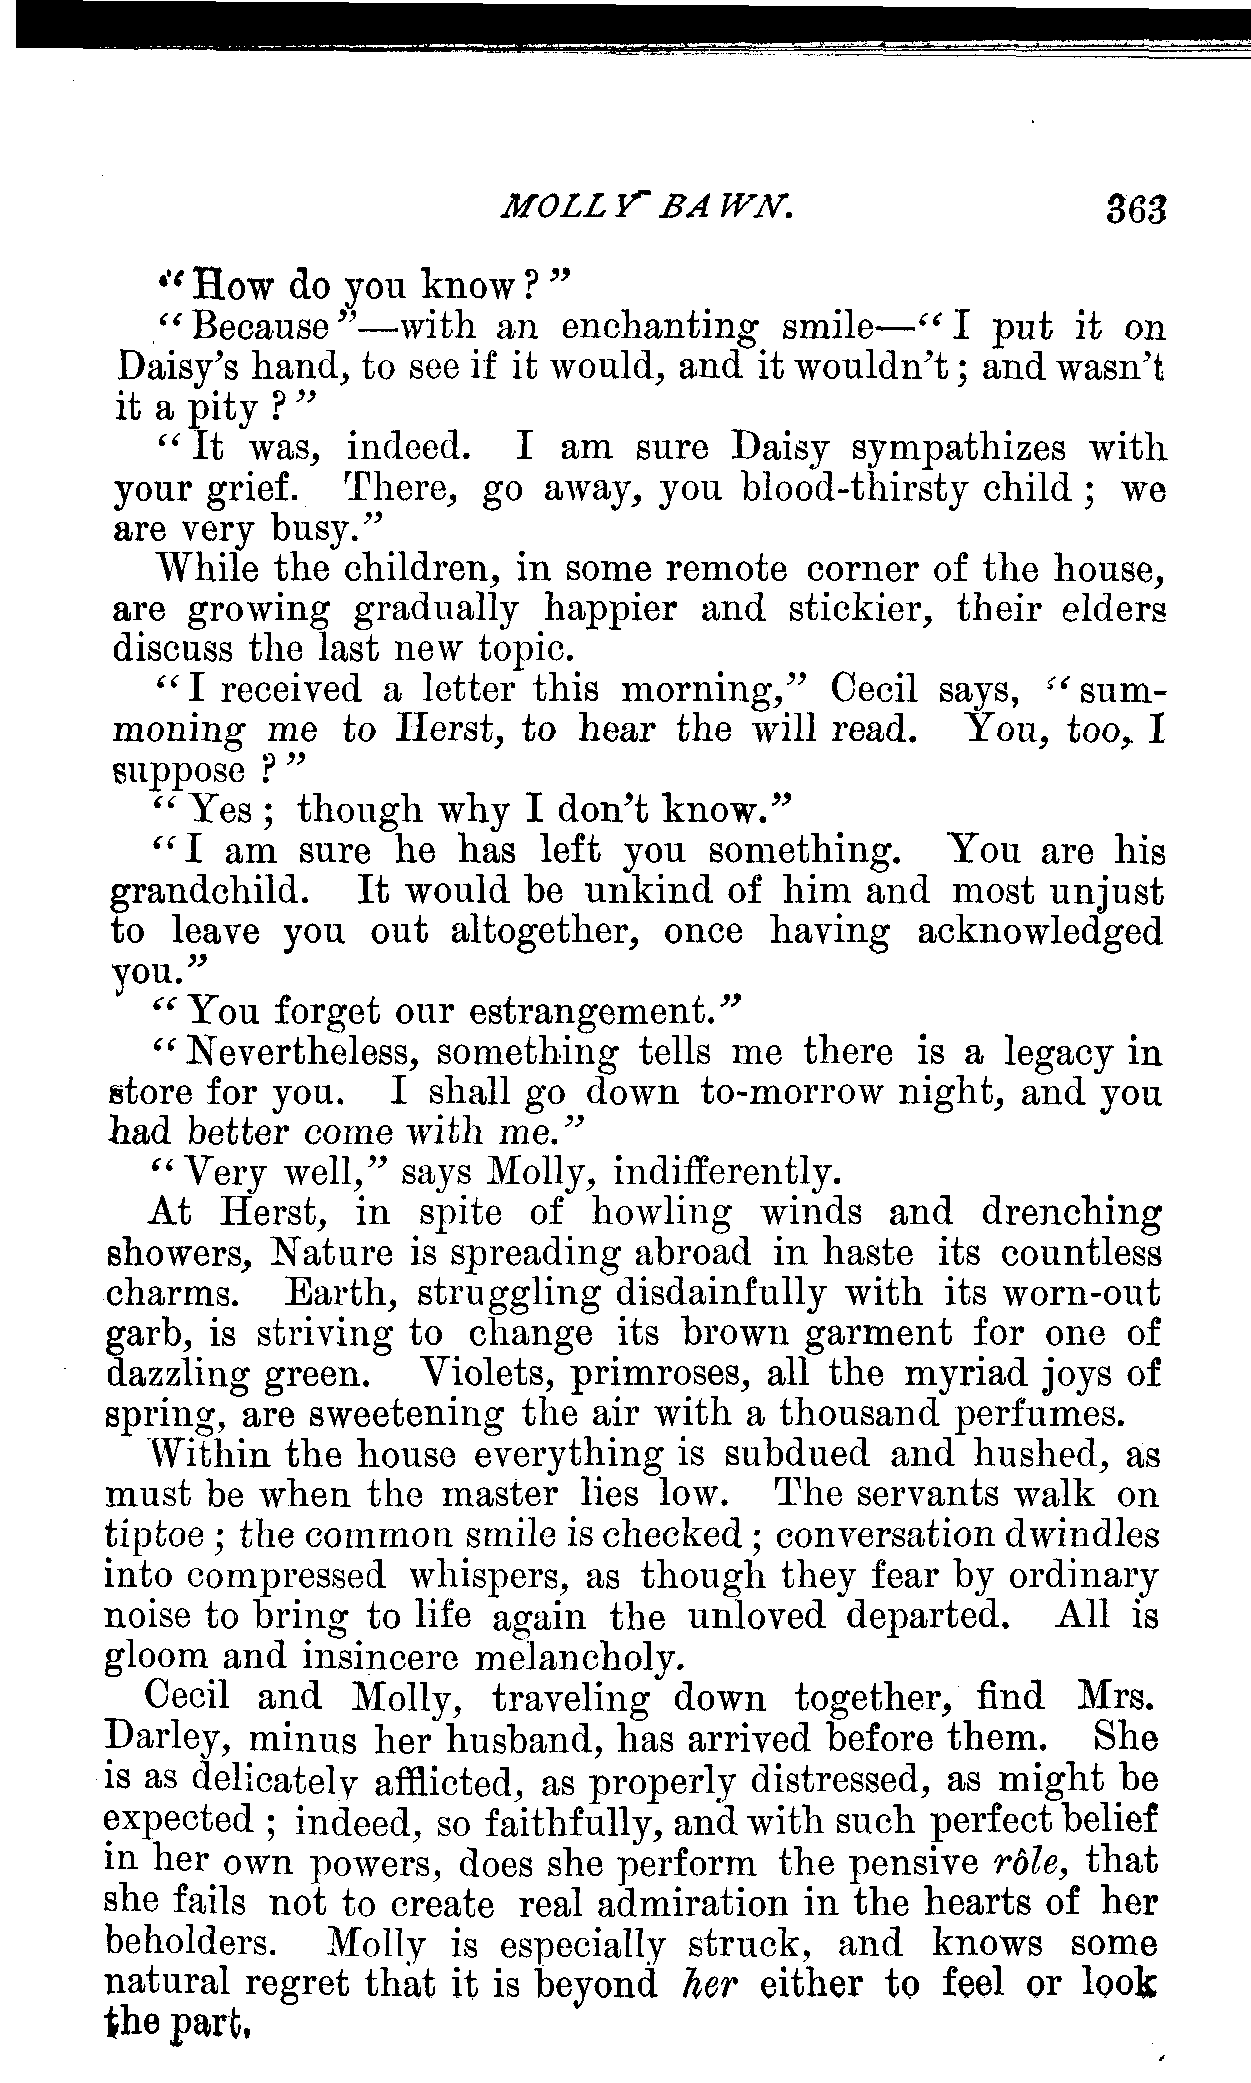 MOLLY BAWN. 363
"How do you know?"
"Because"—with an enchanting smile—"I put it on
Daisy's hand, to see if it would, and it wouldn't; and wasn't
it a pity?"
"It was, indeed. I am sure Daisy sympathizes with
your grief. There, go away, you blood-thirsty child; we
are very busy."
While the children, in some remote corner of the house,
are growing gradually happier and stickier, their elders
discuss the last new topic.
"I received a letter this morning," Cecil says, "sum-
moning me to Herst, to hear the will read. You, too, I
suppose?"
"Yes; though why I don't know."
"I am sure he has left you something. You are his
grandchild. It would be unkind of him and most unjust
to leave you out altogether, once having acknowledged
you."
"You forget our estrangement."
"Nevertheless, something tells me there is a legacy in
store for you. I shall go down to-morrow night, and you
had better come with me."
"Very well," says Molly, indifferently.
At Herst, in spite of howling winds and drenching
showers, Nature is spreading abroad in haste its countless
charms. Earth, struggling disdainfully with its worn-out
garb, is striving to change its brown garment for one of
dazzling green. Violets, primroses, all the myriad joys of
spring, are sweetening the air with a thousand perfumes.
Within the house everything is subdued and hushed, as
must be when the master lies low. The servants walk on
tiptoe; the common smile is checked; conversation dwindles
into compressed whispers, as though they fear by ordinary
noise to bring to life again the unloved departed. All is
gloom and insincere melancholy.
Cecil and Molly, traveling down together, find Mrs.
Darley, minus her husband, has arrived before them. She
is as delicately afflicted, as properly distressed, as might be
expected; indeed, so faithfully, and with such perfect belief
in her own powers, does she perform the pensive rôle, that
she fails not to create real admiration in the hearts of her
beholders. Molly is especially struck, and knows some
natural regret that it is beyond her either to feel or look
the part.